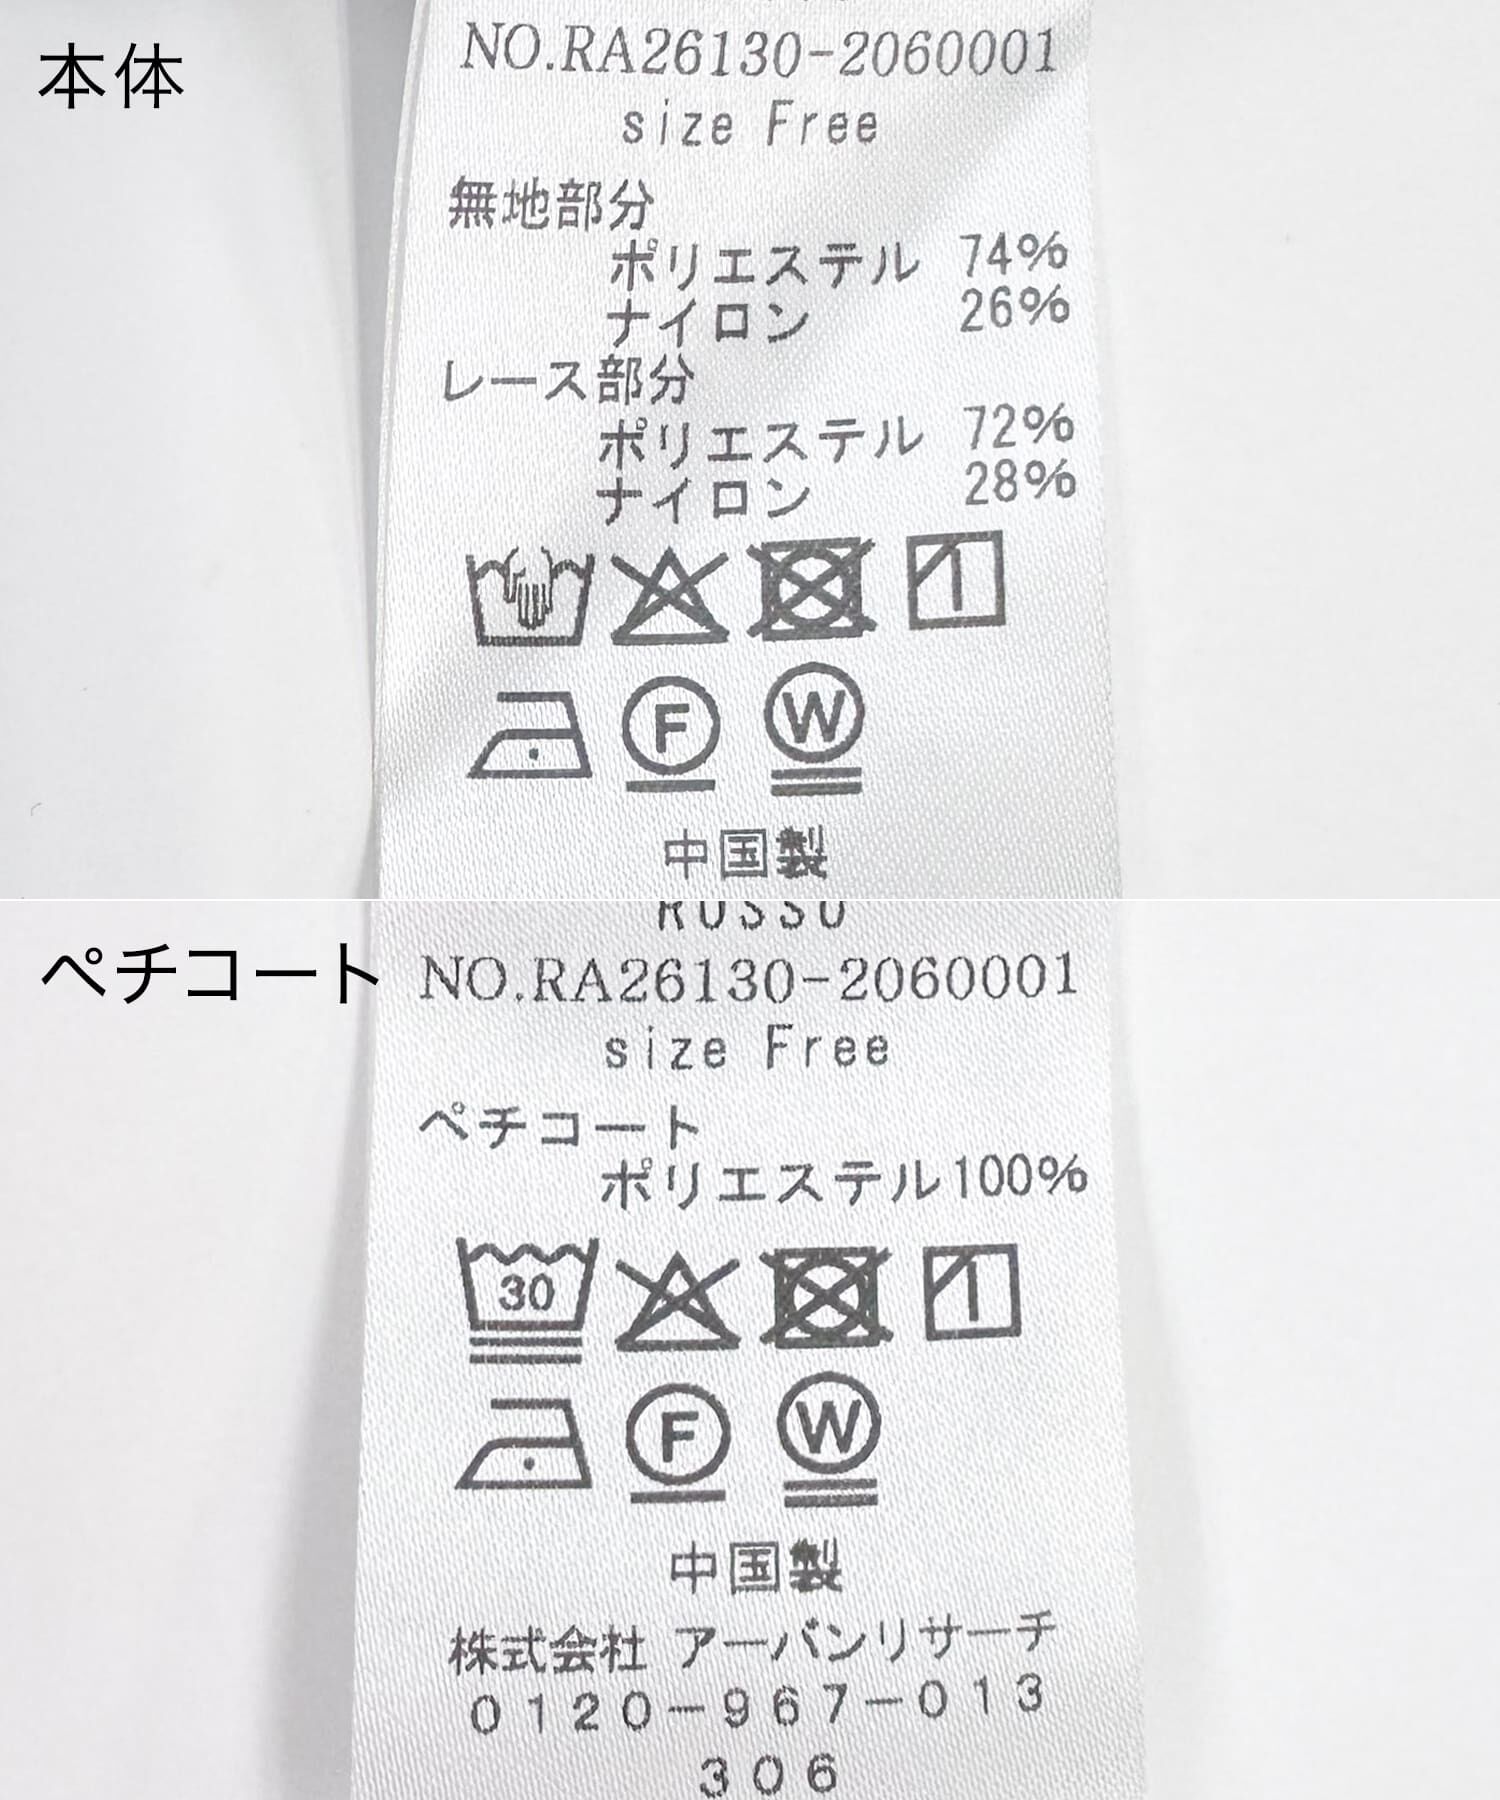 本体
NO.RA26130-2060001
size Free
無地部分
ポリエステル 74%
ナイロン 26%
レース部分
ポリエステル 72%
ナイロン 28%
F W
中国製
RUSSU
ペチコート
NO.RA26130-2060001
size Free
ペチコート
ポリエステル100%
30
F W
中国製
株式会社 アーバンリサーチ
0120-967-013
306